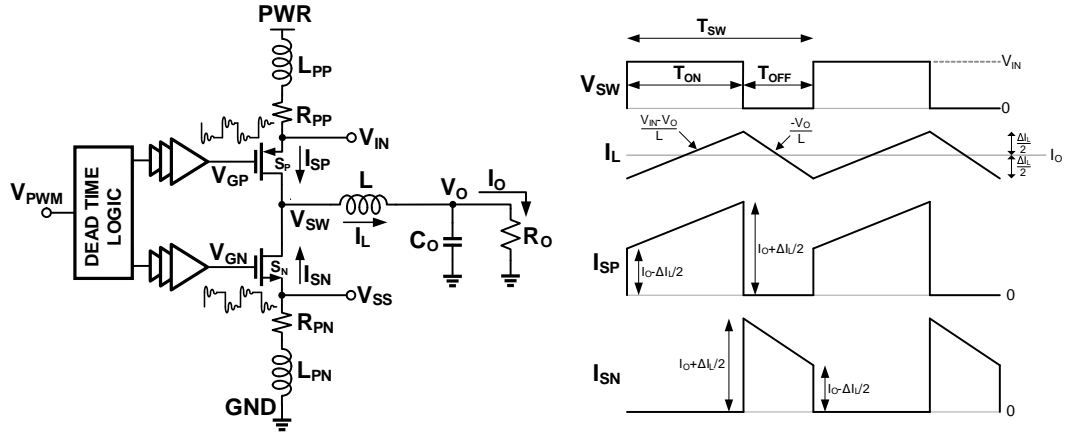 PWR
L_PP
R_PP
V_IN
S_P
I_SP
V_GP
V_PWM
DEAD TIME
LOGIC
V_SW
L
I_L
V_O
I_O
C_O
R_O
V_GN
S_N
I_SN
V_SS
R_PN
L_PN
GND
T_SW
V_SW
T_ON
T_OFF
V_IN
0
I_L
V_IN-V_O
L
-V_O
L
ΔI_L
2
ΔI_L
2
I_O
I_SP
I_O-ΔI_L/2
I_O+ΔI_L/2
0
I_SN
I_O+ΔI_L/2
I_O-ΔI_L/2
0